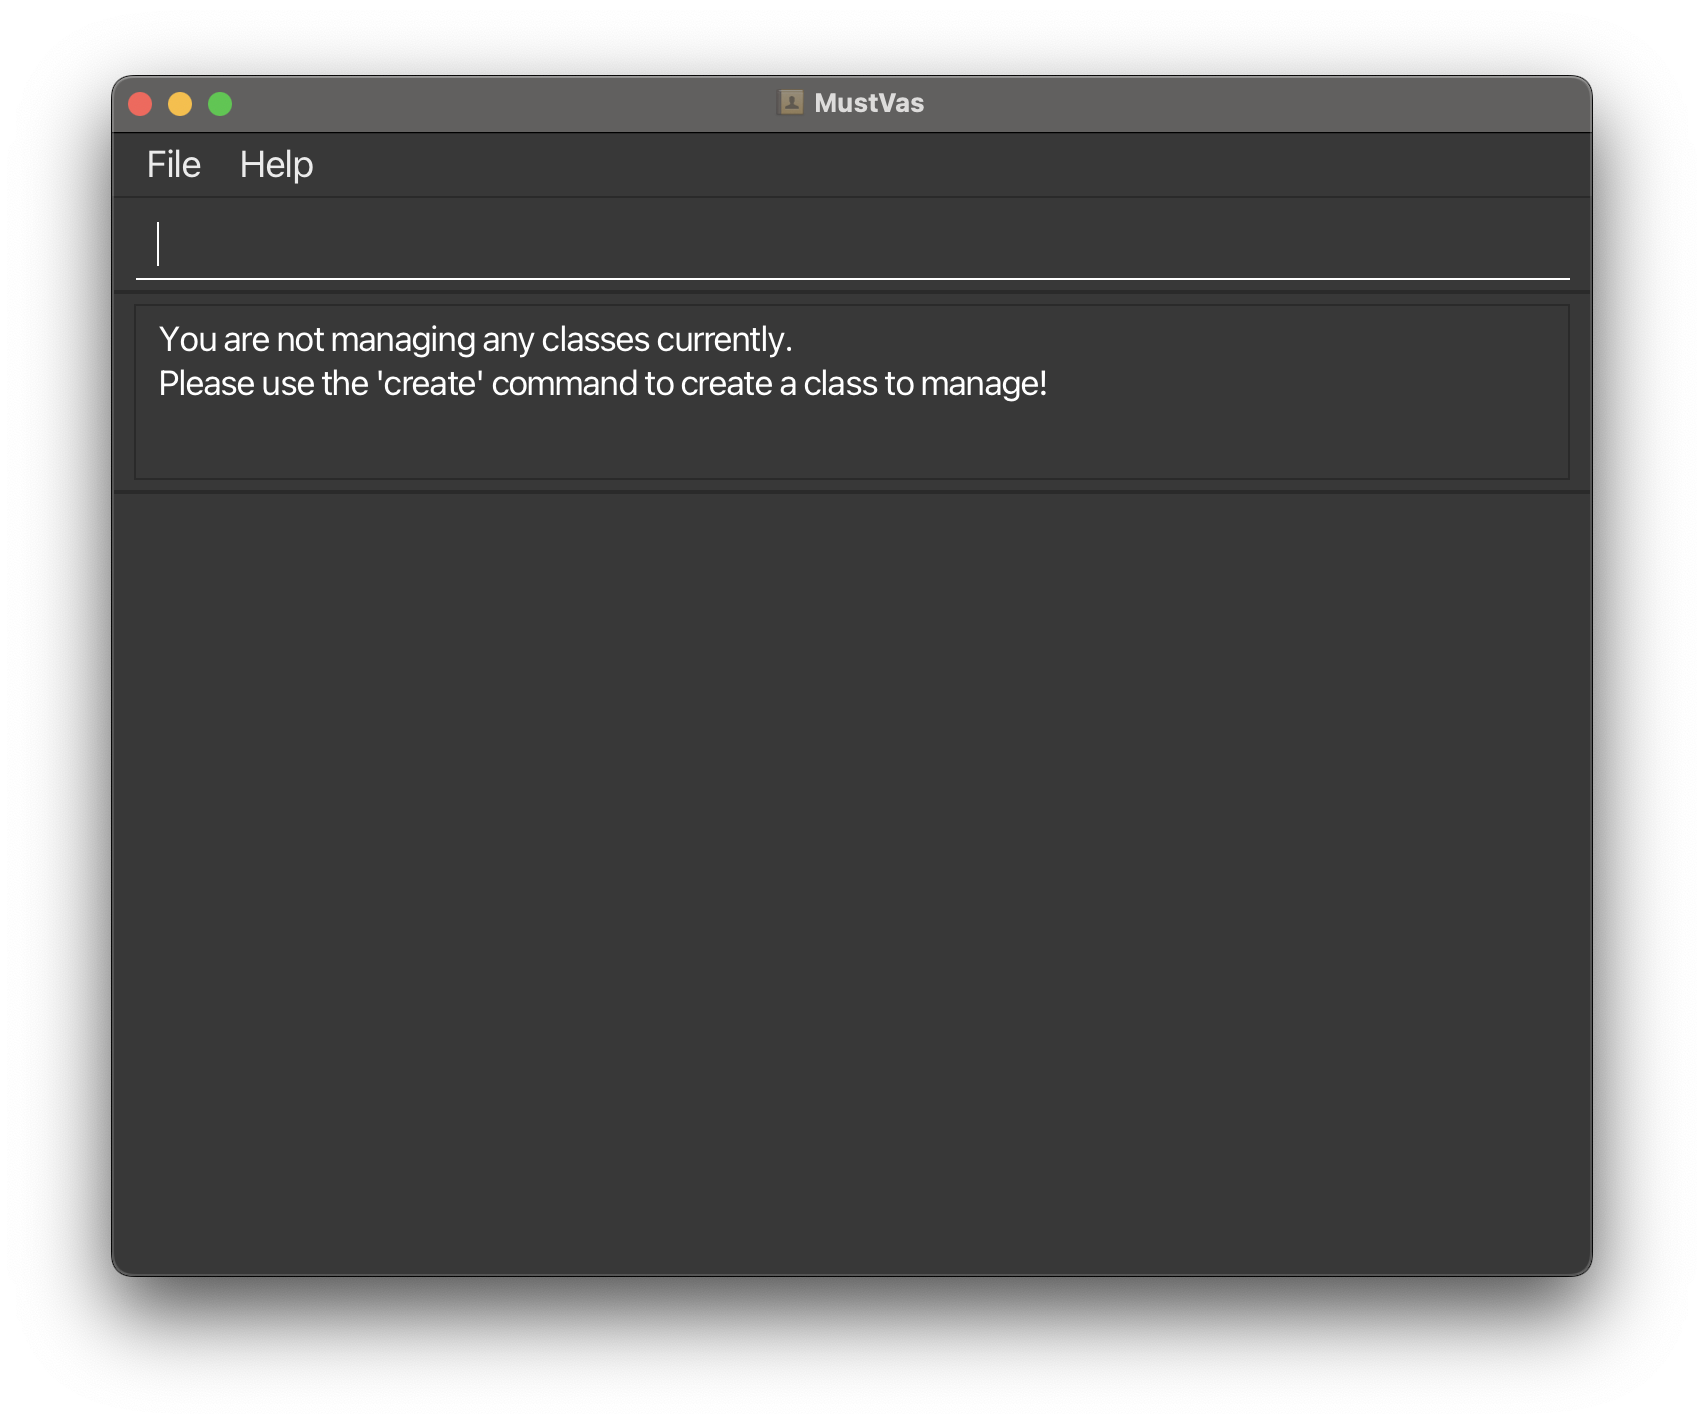 MustVas
File Help
You are not managing any classes currently.
Please use the 'create' command to create a class to manage!